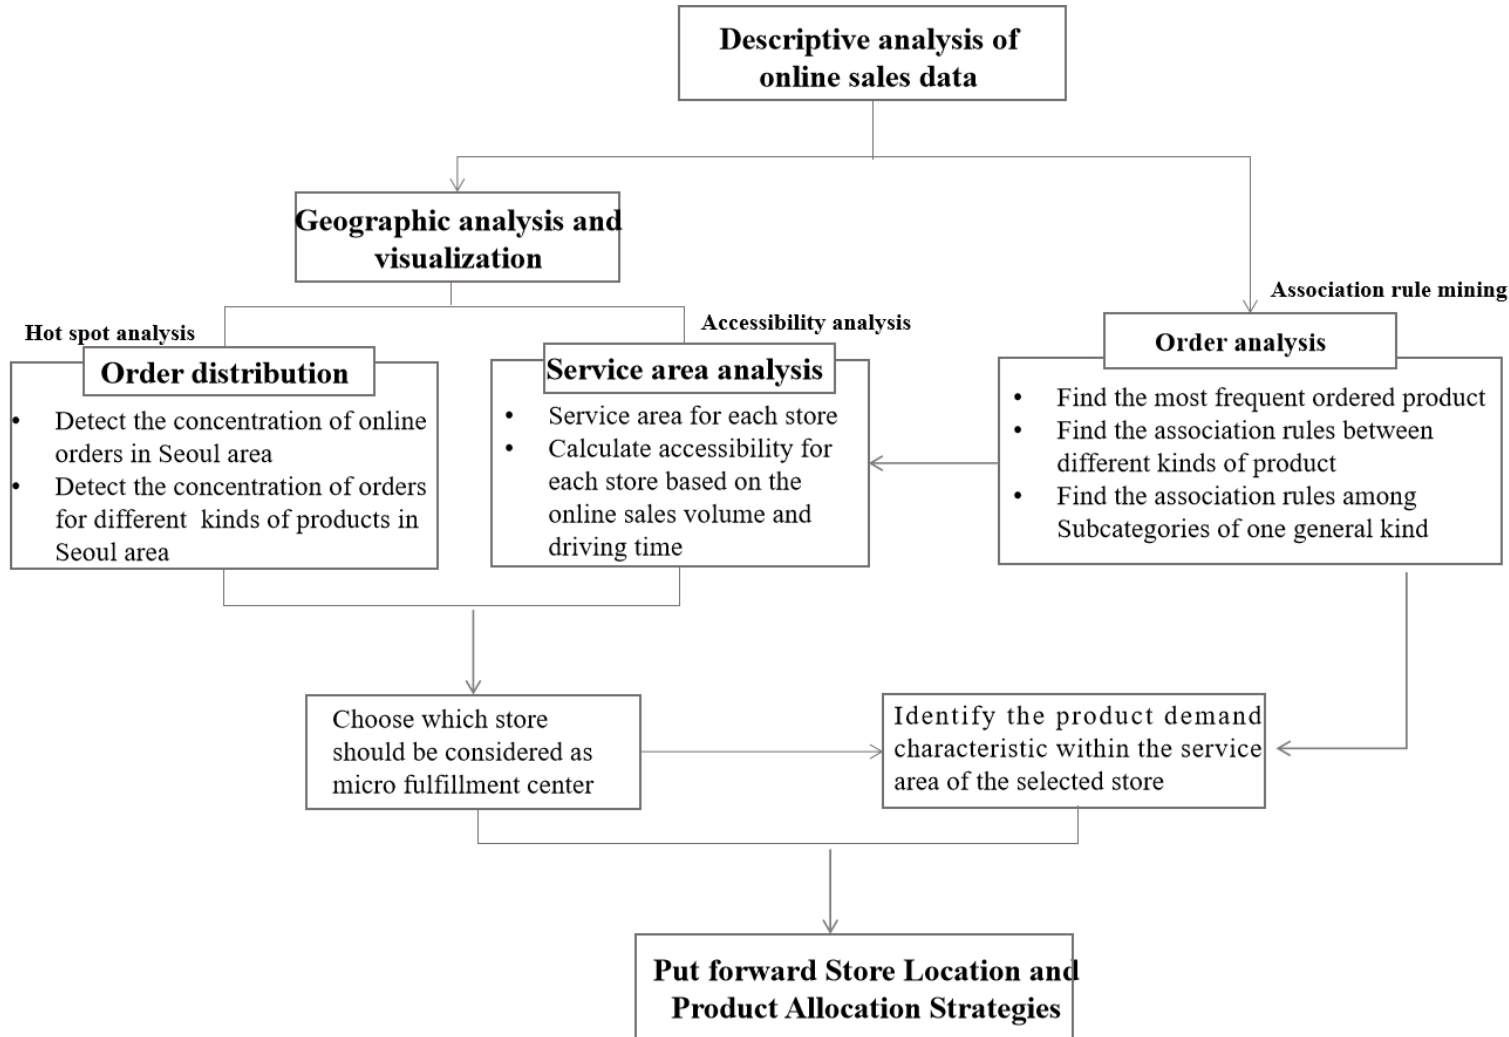 Descriptive analysis of
online sales data
Geographic analysis and
visualization
Association rule mining
Hot spot analysis
Accessibility analysis
Order distribution
• Detect the concentration of online
orders in Seoul area
• Detect the concentration of orders
for different kinds of products in
Seoul area
Service area analysis
• Service area for each store
• Calculate accessibility for
each store based on the
online sales volume and
driving time
Order analysis
• Find the most frequent ordered product
• Find the association rules between
different kinds of product
• Find the association rules among
Subcategories of one general kind
Choose which store
should be considered as
micro fulfillment center
Identify the product demand
characteristic within the service
area of the selected store
Put forward Store Location and
Product Allocation Strategies